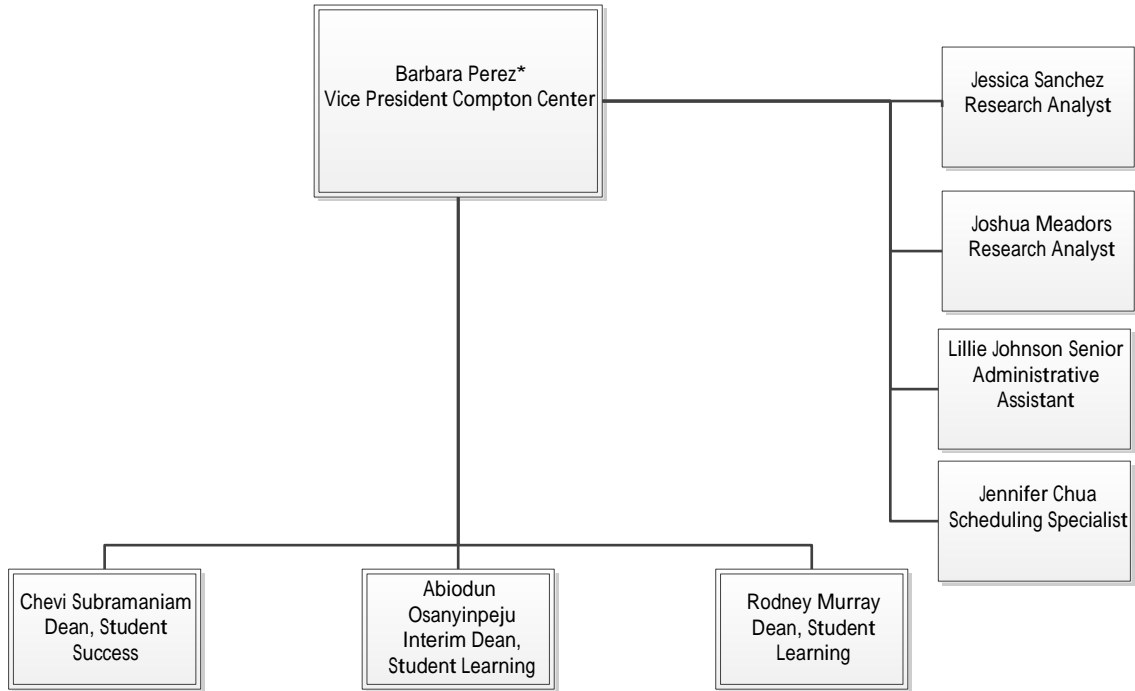 Barbara Perez*
Vice President Compton Center
Jessica Sanchez
Research Analyst
Joshua Meadors
Research Analyst
Lillie Johnson Senior
Administrative
Assistant
Jennifer Chua
Scheduling Specialist
Chevi Subramaniam
Dean, Student
Success
Abiodun
Osanyinpeju
Interim Dean,
Student Learning
Rodney Murray
Dean, Student
Learning